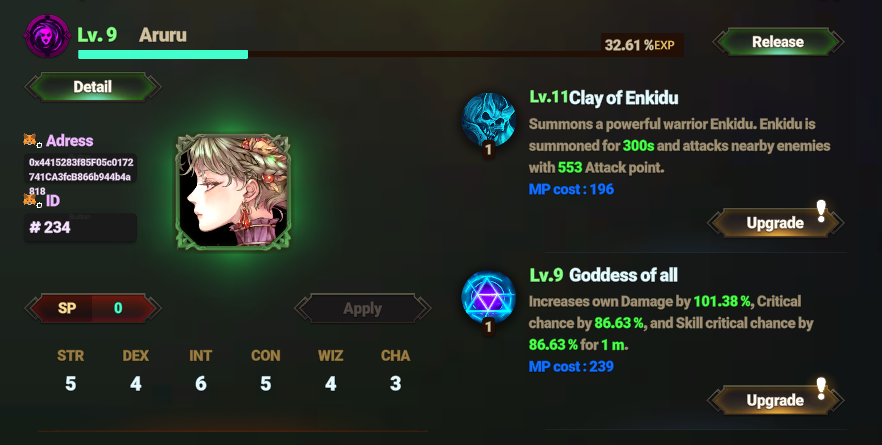 Lv. 9 Aruru
32.61 %EXP
Release
Detail
Adress
0x4415283f85F05c0172
741CA3fcB866b944b4a
818
ID
# 234
SP 0
Apply
STR DEX INT CON WIZ CHA
5 4 6 5 4 3
Lv.11Clay of Enkidu
Summons a powerful warrior Enkidu. Enkidu is
summoned for 300s and attacks nearby enemies
with 553 Attack point.
MP cost : 196
1
Upgrade
!
Lv.9 Goddess of all
Increases own Damage by 101.38 %, Critical
chance by 86.63 %, and Skill critical chance by
86.63 % for 1 m.
MP cost : 239
1
Upgrade
!